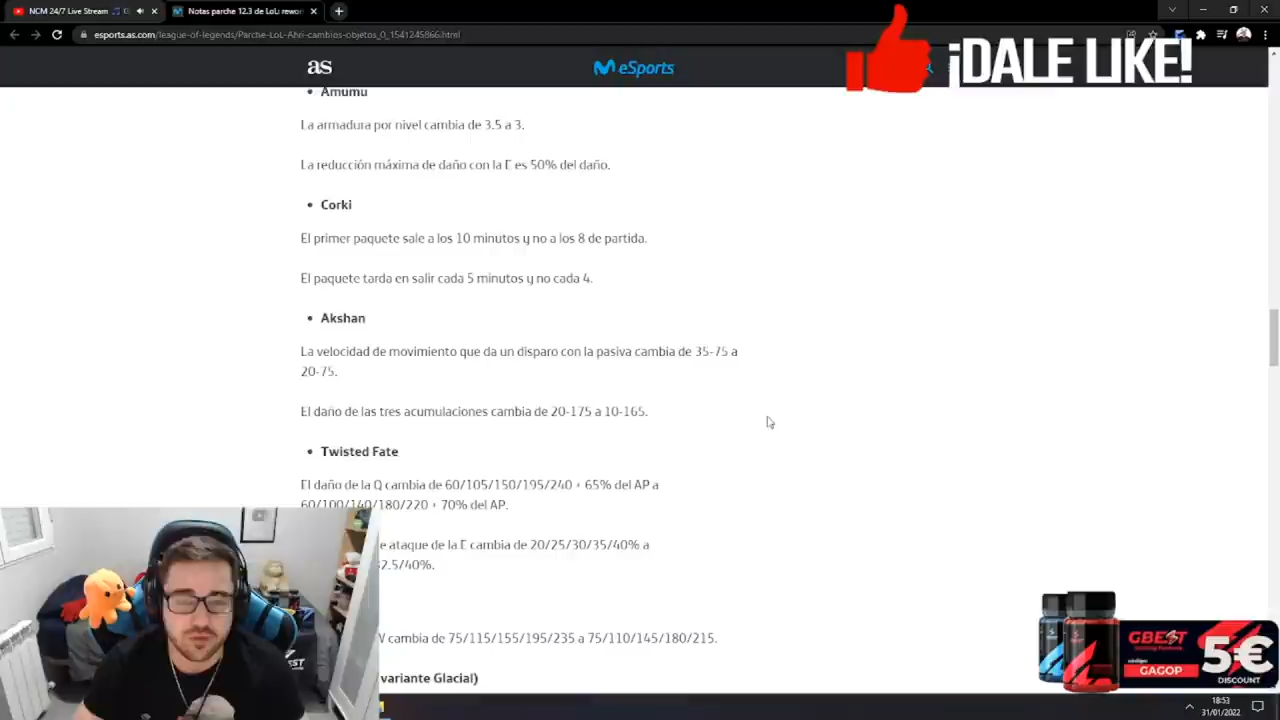 NCM 24/7 Live Stream
Notas parche 12.3 de LoL: rewor
esports.as.com/league-of-legends/Parche-LoL-Ahri-cambios-objetos_0_1541245866.html
¡DALE LIKE!
as
eSports
• Amumu
La armadura por nivel cambia de 3.5 a 3.
La reducción máxima de daño con la E es 50% del daño.
• Corki
El primer paquete sale a los 10 minutos y no a los 8 de partida.
El paquete tarda en salir cada 5 minutos y no cada 4.
• Akshan
La velocidad de movimiento que da un disparo con la pasiva cambia de 35-75 a
20-75.
El daño de las tres acumulaciones cambia de 20-175 a 10-165.
• Twisted Fate
El daño de la Q cambia de 60/105/150/195/240 + 65% del AP a
60/100/140/180/220 + 70% del AP.
e ataque de la E cambia de 20/25/30/35/40% a
32.5/40%.
W cambia de 75/115/155/195/235 a 75/110/145/180/215.
variante Glacial)
GBEST
código
GAGOP
5€
DISCOUNT
18:53
31/01/2022